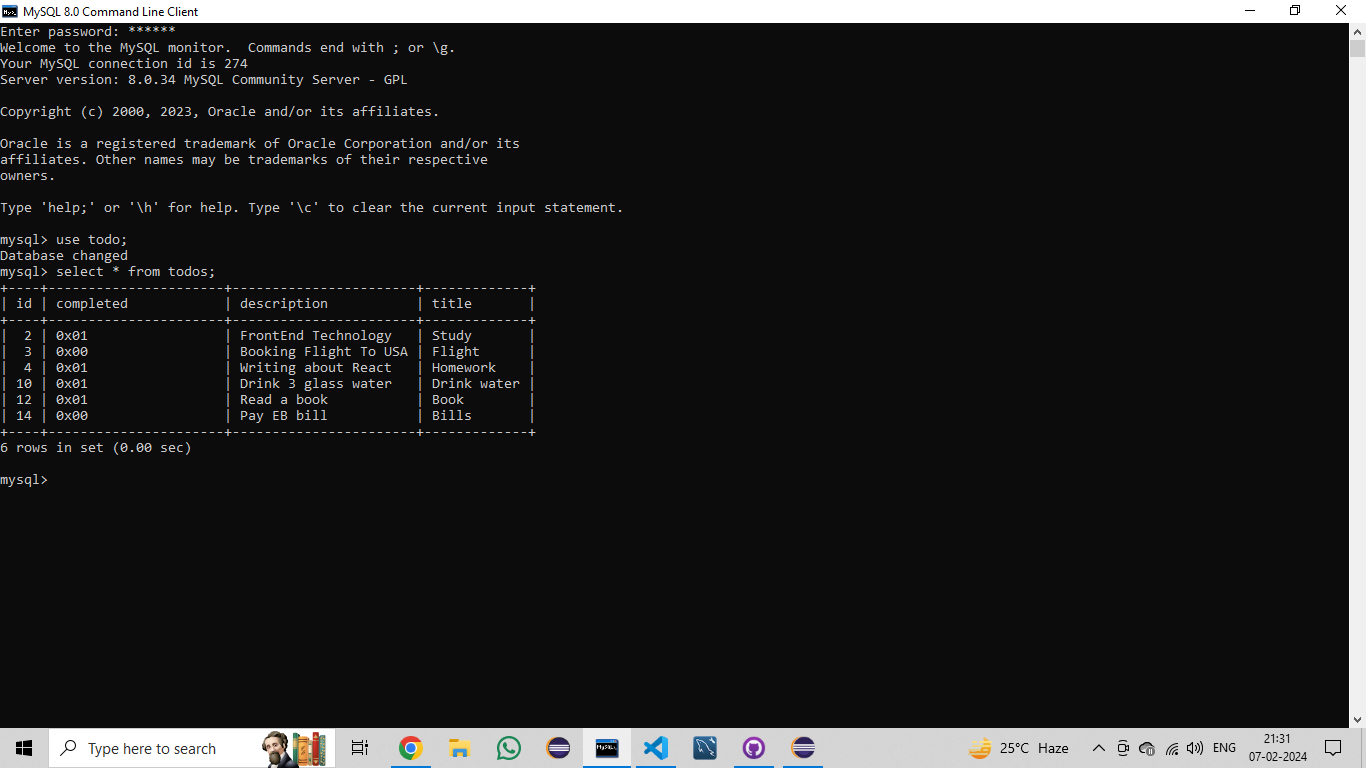 MySQL 8.0 Command Line Client
Enter password: ******
Welcome to the MySQL monitor.  Commands end with ; or \g.
Your MySQL connection id is 274
Server version: 8.0.34 MySQL Community Server - GPL
Copyright (c) 2000, 2023, Oracle and/or its affiliates.
Oracle is a registered trademark of Oracle Corporation and/or its
affiliates. Other names may be trademarks of their respective
owners.
Type 'help;' or '\h' for help. Type '\c' to clear the current input statement.
mysql> use todo;
Database changed
mysql> select * from todos;
+----+----------------------+-----------------------+-------------+
| id | completed            | description           | title       |
+----+----------------------+-----------------------+-------------+
|  2 | 0x01                 | FrontEnd Technology   | Study       |
|  3 | 0x00                 | Booking Flight To USA | Flight      |
|  4 | 0x01                 | Writing about React   | Homework    |
| 10 | 0x01                 | Drink 3 glass water   | Drink water |
| 12 | 0x01                 | Read a book           | Book        |
| 14 | 0x00                 | Pay EB bill           | Bills       |
+----+----------------------+-----------------------+-------------+
6 rows in set (0.00 sec)
mysql>
Type here to search
25°C Haze
ENG
21:31
07-02-2024